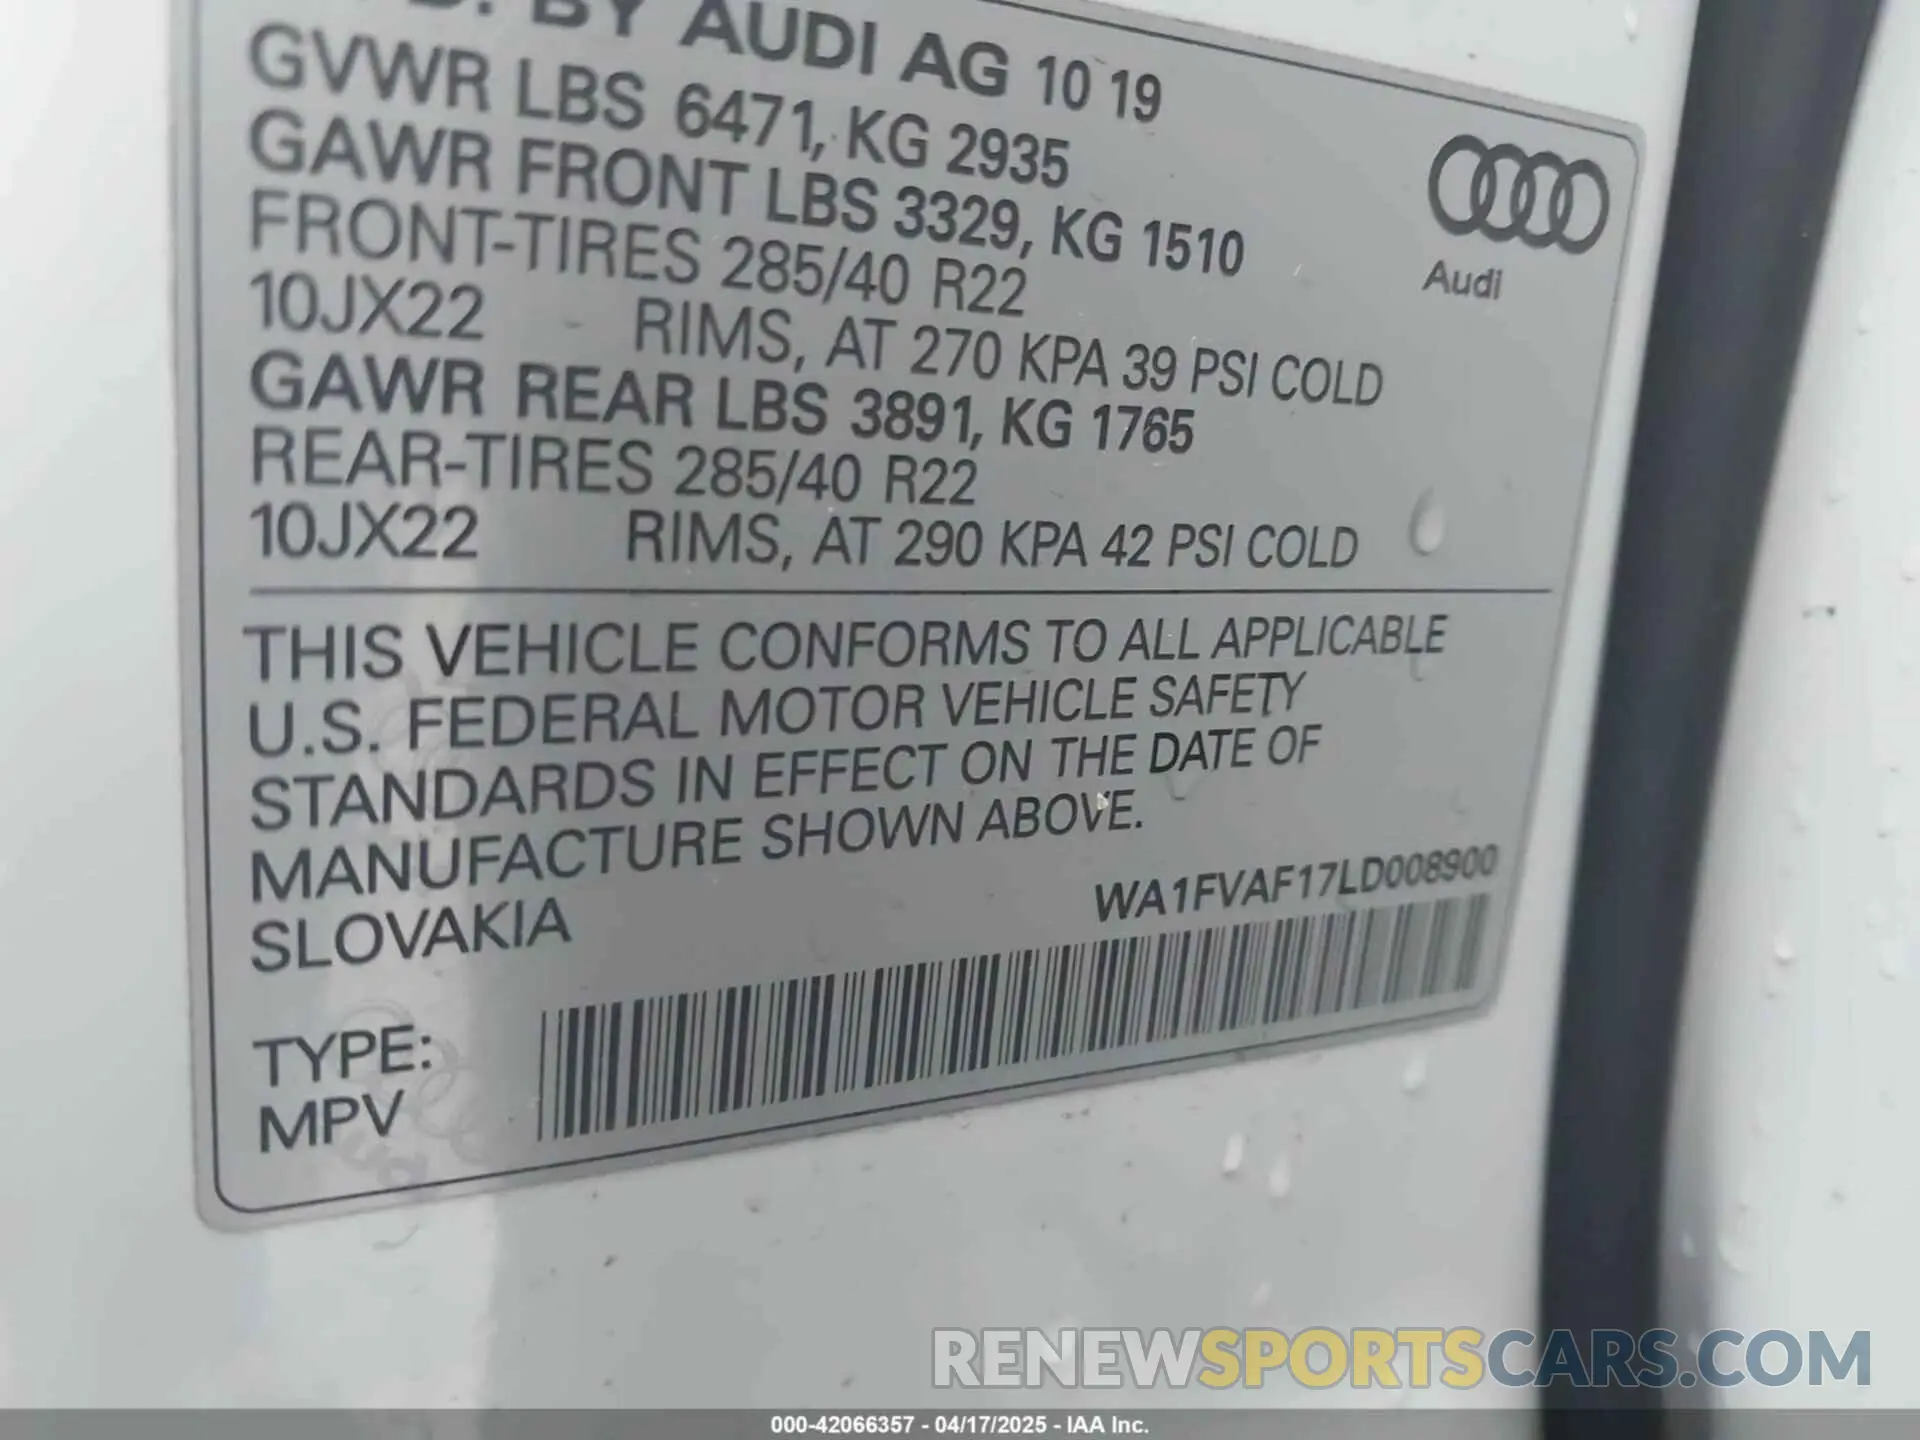 D. BY AUDI AG 10 19
GVWR LBS 6471, KG 2935
GAWR FRONT LBS 3329, KG 1510
FRONT-TIRES 285/40 R22
10JX22 RIMS, AT 270 KPA 39 PSI COLD
GAWR REAR LBS 3891, KG 1765
REAR-TIRES 285/40 R22
10JX22 RIMS, AT 290 KPA 42 PSI COLD
Audi
THIS VEHICLE CONFORMS TO ALL APPLICABLE
U.S. FEDERAL MOTOR VEHICLE SAFETY
STANDARDS IN EFFECT ON THE DATE OF
MANUFACTURE SHOWN ABOVE.
SLOVAKIA
WA1FVAF17LD008900
TYPE:
MPV
RENEWSPORTSCARS.COM
000-42066357 - 04/17/2025 - IAA Inc.